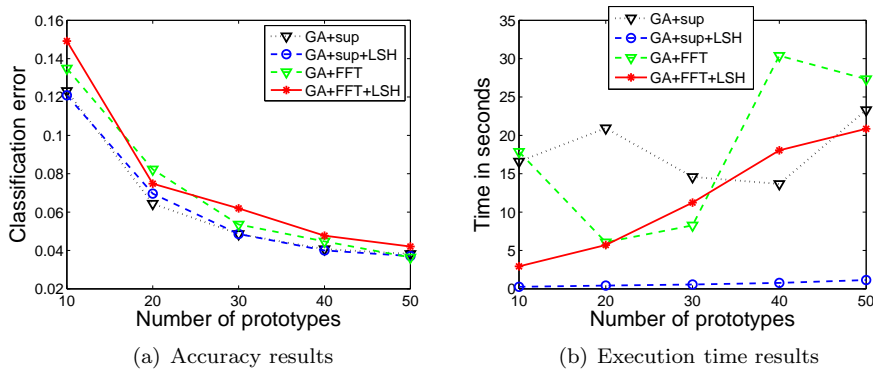 0.16
0.14
0.12
0.1
0.08
0.06
0.04
0.02
10
20
30
40
50
Classification error
Number of prototypes
GA+sup
GA+sup+LSH
GA+FFT
GA+FFT+LSH
(a) Accuracy results
35
30
25
20
15
10
5
0
10
20
30
40
50
Time in seconds
Number of prototypes
GA+sup
GA+sup+LSH
GA+FFT
GA+FFT+LSH
(b) Execution time results